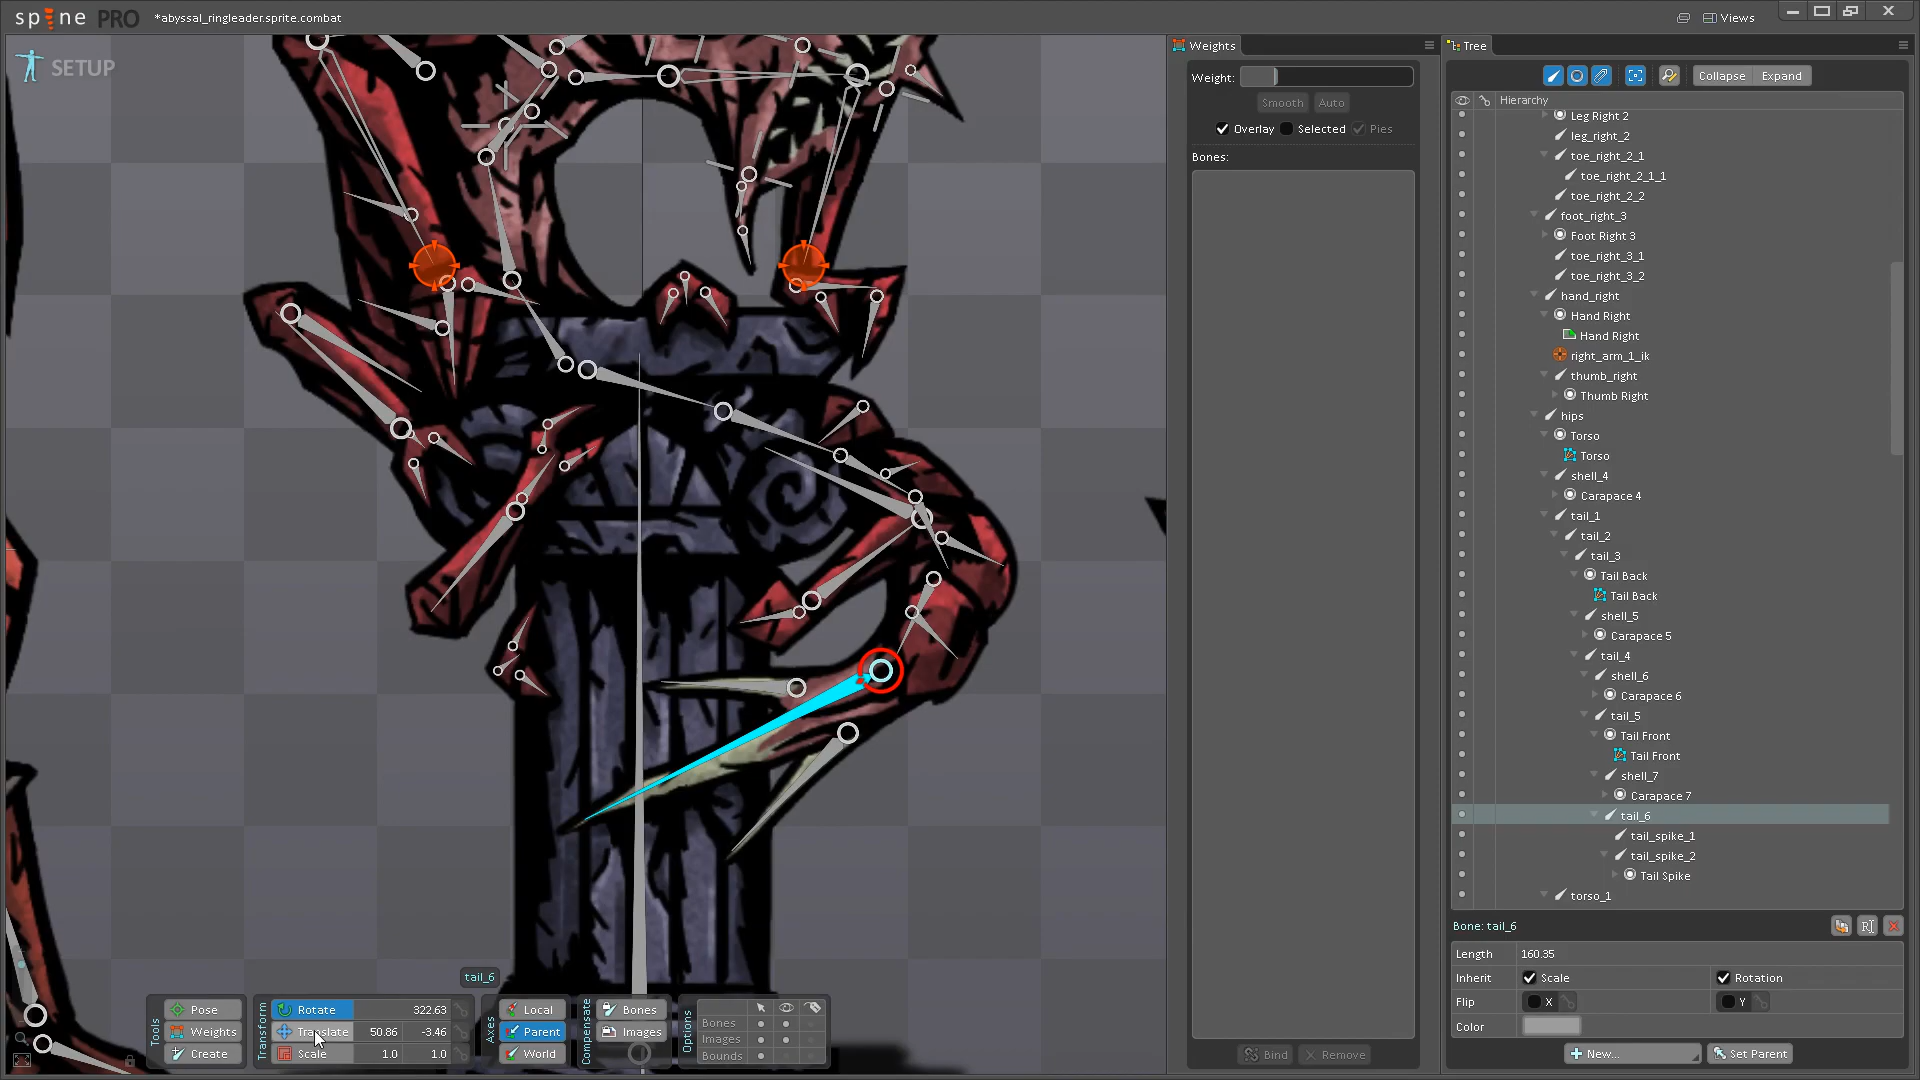 spine PRO
*abyssal_ringleader.sprite.combat
Views
SETUP
Weights
Weight:
Smooth
Auto
Overlay
Selected
Pies
Bones:
Bind
Remove
Tree
Collapse
Expand
Hierarchy
Leg Right 2
leg_right_2
toe_right_2_1
toe_right_2_1_1
toe_right_2_2
foot_right_3
Foot Right 3
toe_right_3_1
toe_right_3_2
hand_right
Hand Right
Hand Right
right_arm_1_ik
thumb_right
Thumb Right
hips
Torso
Torso
shell_4
Carapace 4
tail_1
tail_2
tail_3
Tail Back
Tail Back
shell_5
Carapace 5
tail_4
shell_6
Carapace 6
tail_5
Tail Front
Tail Front
shell_7
Carapace 7
tail_6
tail_spike_1
tail_spike_2
Tail Spike
torso_1
Bone: tail_6
Length 160.35
Inherit Scale Rotation
Flip X Y
Color
New...
Set Parent
tail_6
Tools
Pose
Weights
Create
Transform
Rotate 322.63
Translate 50.86 -3.46
Scale 1.0 1.0
Axes
Local
Parent
World
Compensate
Bones
Images
Options
Bones
Images
Bounds